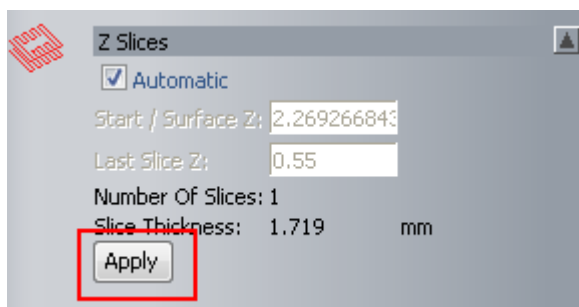 Z Slices
Automatic
Start / Surface Z: 2.269266843
Last Slice Z: 0.55
Number Of Slices: 1
Slice Thickness: 1.719 mm
Apply